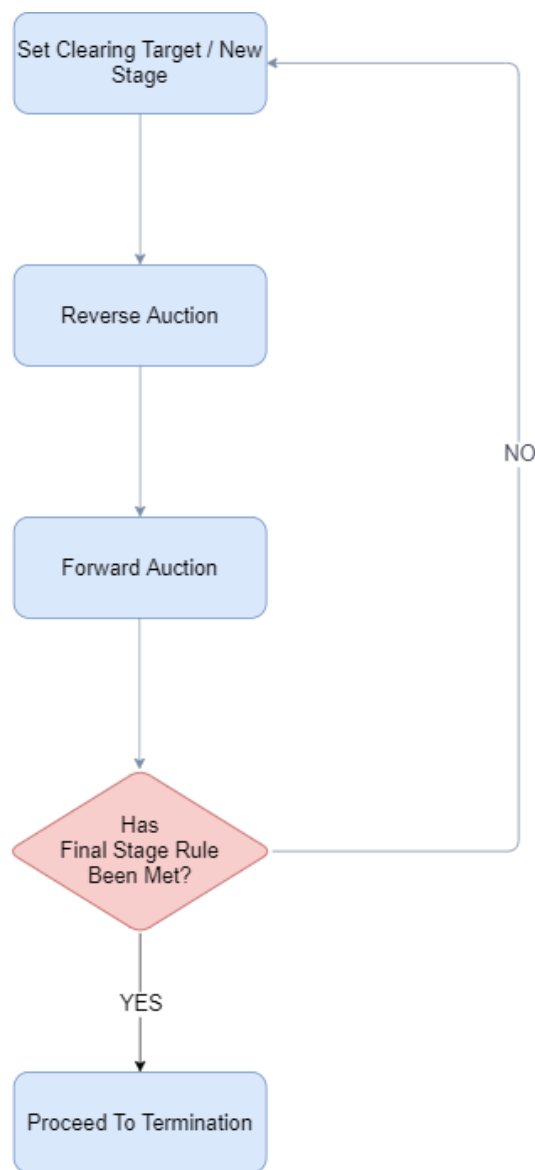 Set Clearing Target / New
Stage
Reverse Auction
NO
Forward Auction
Has
Final Stage Rule
Been Met?
YES
Proceed To Termination